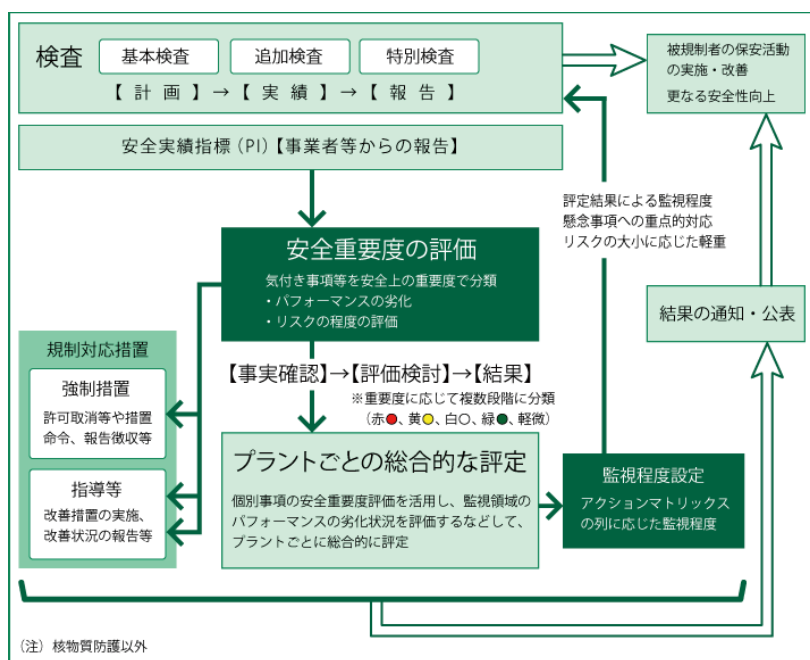 検査
基本検査
追加検査
特別検査
【計画】→【実績】→【報告】
安全実績指標(PI)【事業者等からの報告】
被規制者の保安活動
の実施・改善
更なる安全性向上
評定結果による監視程度
懸念事項への重点的対応
リスクの大小に応じた軽重
安全重要度の評価
気付き事項等を安全上の重要度で分類
・パフォーマンスの劣化
・リスクの程度の評価
結果の通知・公表
規制対応措置
強制措置
許可取消等や措置
命令、報告徴収等
指導等
改善措置の実施、
改善状況の報告等
【事実確認】→【評価検討】→【結果】
※重要度に応じて複数段階に分類
(赤●、黄●、白○、緑●、軽微)
プラントごとの総合的な評定
個別事項の安全重要度評価を活用し、監視領域の
パフォーマンスの劣化状況を評価するなどして、
プラントごとに総合的に評定
監視程度設定
アクションマトリックス
の列に応じた監視程度
(注)核物質防護以外